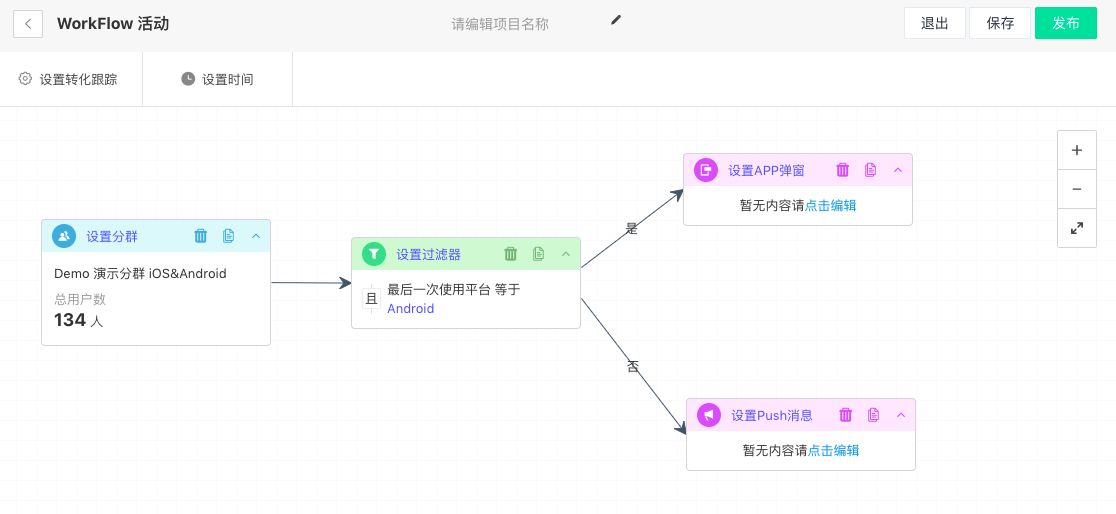 WorkFlow 活动
请编辑项目名称
退出
保存
发布
设置转化跟踪
设置时间
设置分群
Demo 演示分群 iOS&Android
总用户数
134 人
设置过滤器
且
最后一次使用平台 等于
Android
是
否
设置APP弹窗
暂无内容请点击编辑
设置Push消息
暂无内容请点击编辑